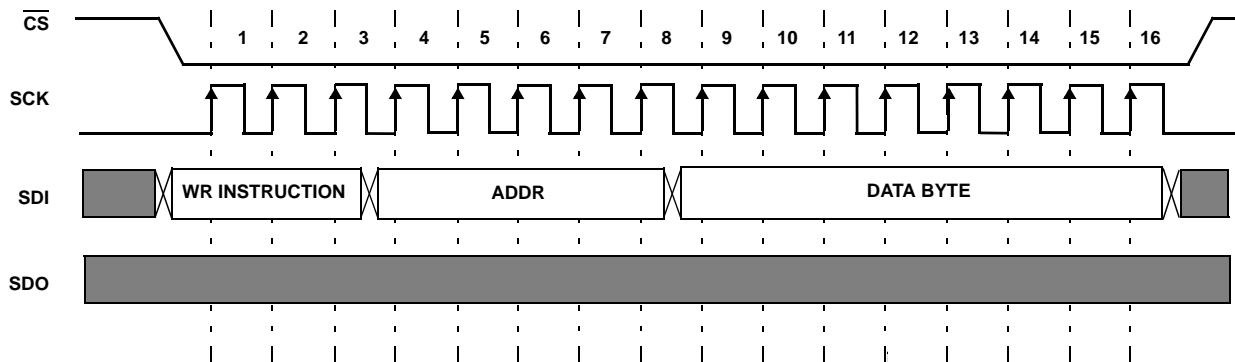 CS
1 2 3 4 5 6 7 8 9 10 11 12 13 14 15 16
SCK
SDI WR INSTRUCTION ADDR DATA BYTE
SDO